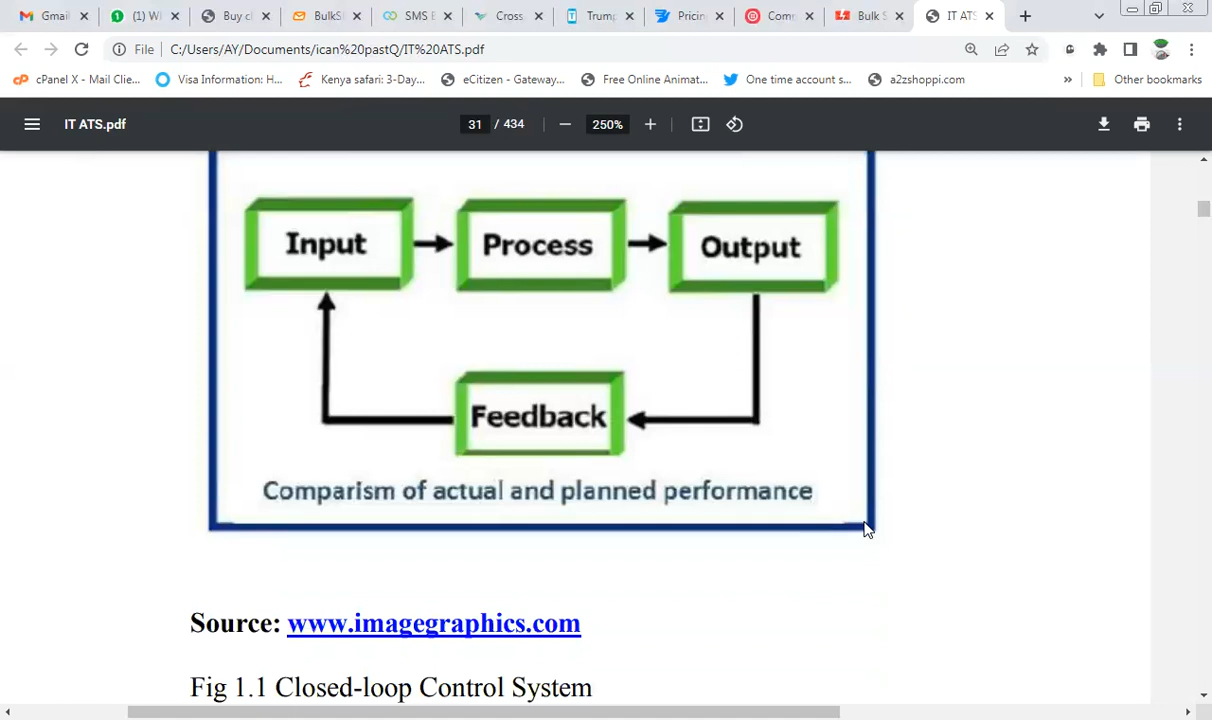 Gmail (1) W Buy c BulkS SMS E Cross Trump Pricin Comm Bulk S IT ATS
File C:/Users/AY/Documents/ican%20pastQ/IT%20ATS.pdf
cPanel X - Mail Clie... Visa Information: H... Kenya safari: 3-Day... eCitizen - Gateway... Free Online Animat... One time account s... a2zshoppi.com » Other bookmarks
IT ATS.pdf 31 / 434 250%
Input Process Output
Feedback
Comparism of actual and planned performance
Source: www.imagegraphics.com
Fig 1.1 Closed-loop Control System